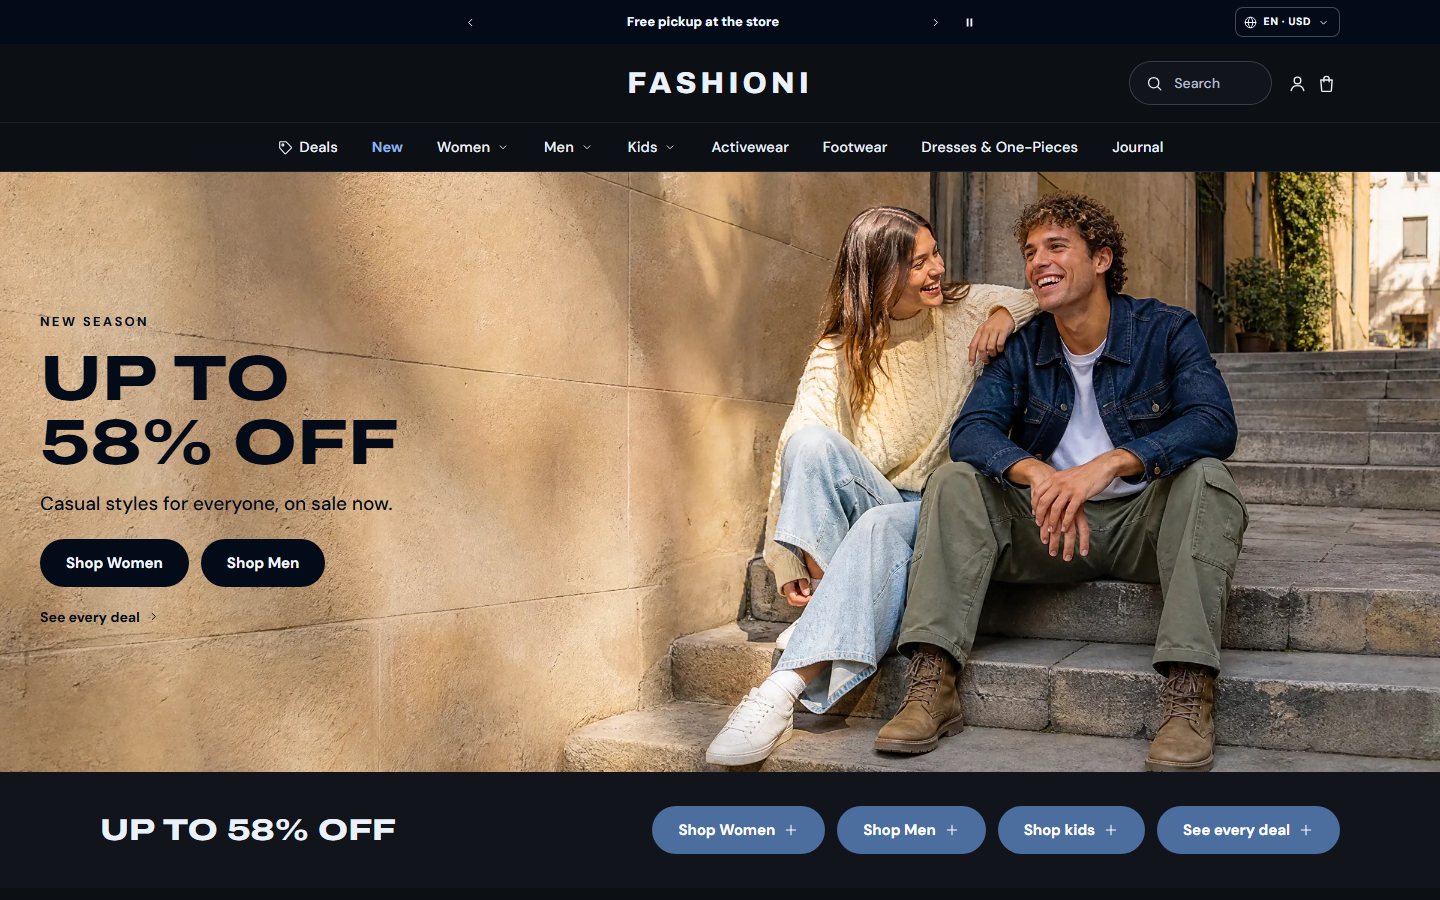 Free pickup at the store
EN · USD
FASHIONI
Search
Deals
New
Women
Men
Kids
Activewear
Footwear
Dresses & One-Pieces
Journal
NEW SEASON
UP TO
58% OFF
Casual styles for everyone, on sale now.
Shop Women
Shop Men
See every deal
UP TO 58% OFF
Shop Women
Shop Men
Shop kids
See every deal